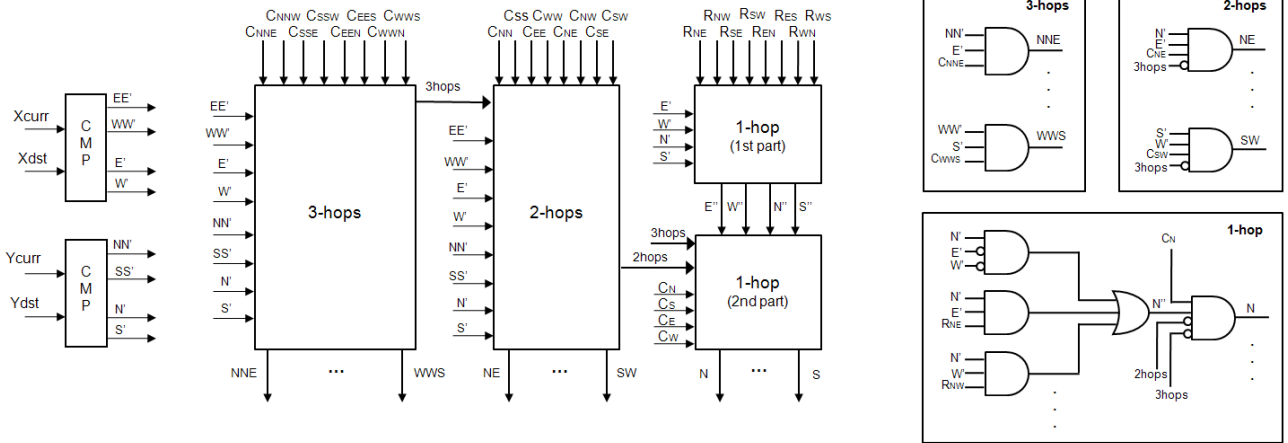 CNNW CSSW CEES CWWS
CNNE CSSE CEEN CWWN
CSS CWW CNW CSW
CNN CEE CNE CSE
RNW RSW RES RWS
RNE RSE REN RWN
Xcurr
Xdst
CMP
EE'
WW'
E'
W'
Ycurr
Ydst
CMP
NN'
SS'
N'
S'
EE'
WW'
E'
W'
NN'
SS'
N'
S'
3-hops
NNE ... WWS
3hops
EE'
WW'
E'
W'
NN'
SS'
N'
S'
2-hops
NE ... SW
E'
W'
N'
S'
1-hop
(1st part)
E'' W'' N'' S''
3hops
2hops
CN
CS
CE
CW
1-hop
(2nd part)
N ... S
3-hops
NN'
E'
CNNE
NNE
WW'
S'
CWWS
WWS
2-hops
N'
E'
CNE
3hops
NE
S'
W'
CSW
3hops
SW
1-hop
N'
E'
W'
N'
E'
RNE
N'
W'
RNW
CN
N''
N
2hops
3hops